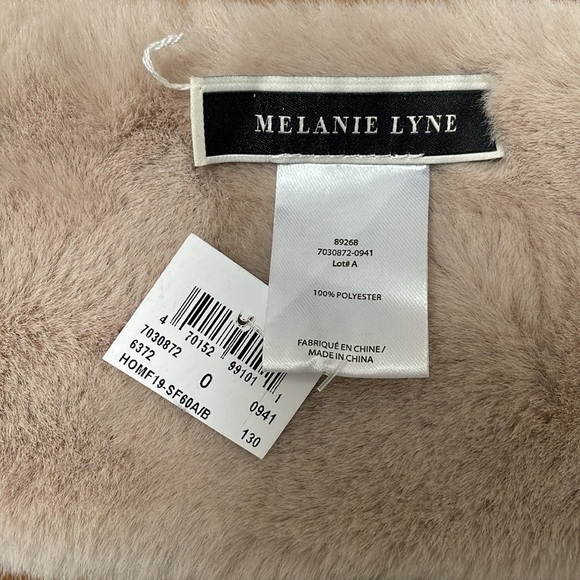 MELANIE LYNE
89268
7030872-0941
Lot# A
100% POLYESTER
FABRIQUÉ EN CHINE/
MADE IN CHINA
4 70152 99101 1
7030872
6372 0 0941
HOMF19-SF60A/B
130